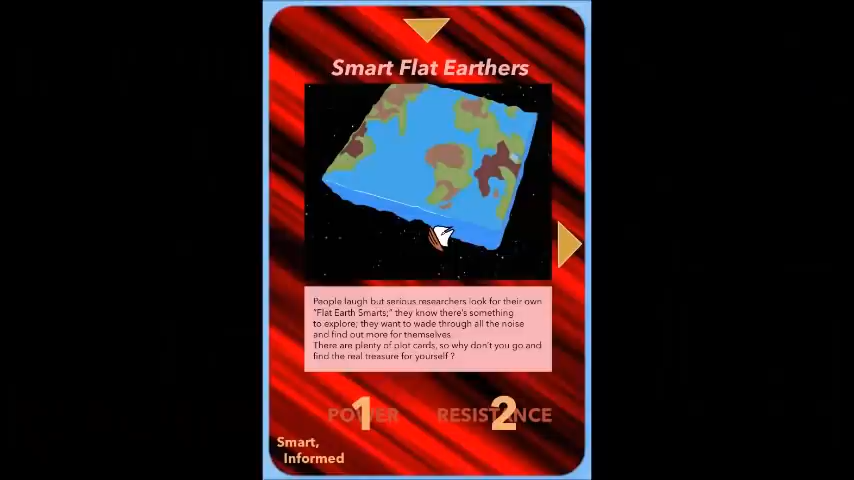 Smart Flat Earthers
People laugh but serious researchers look for their own
"Flat Earth Smarts;" they know there's something
to explore; they want to wade through all the noise
and find out more for themselves.
There are plenty of plot cards, so why don't you go and
find the real treasure for yourself ?
POWER 1 RESISTANCE 2
Smart,
Informed